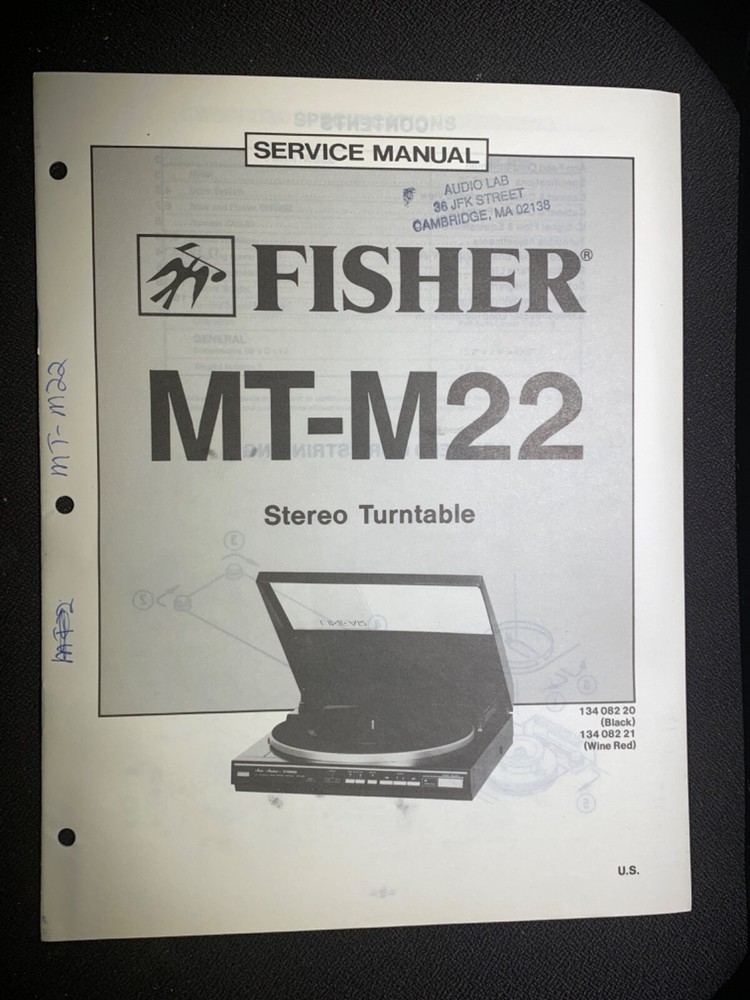 SERVICE MANUAL
AUDIO LAB
36 JFK STREET
CAMBRIDGE, MA 02138
FISHER®
MT-M22
Stereo Turntable
MT-M22
134 082 20
(Black)
134 082 21
(Wine Red)
U.S.